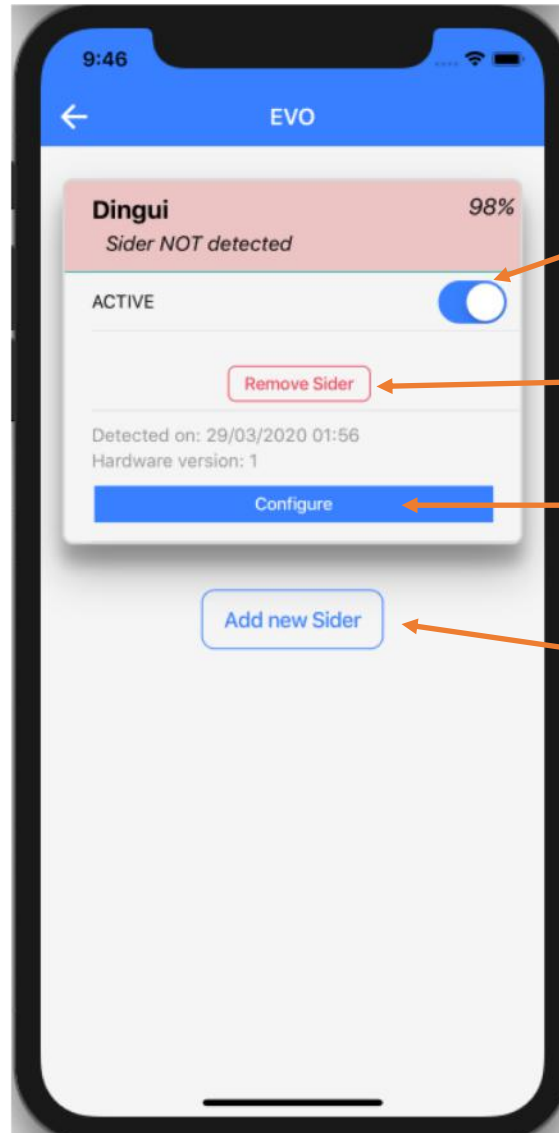 9:46
EVO
Dingui 98%
Sider NOT detected
ACTIVE
Remove Sider
Detected on: 29/03/2020 01:56
Hardware version: 1
Configure
Add new Sider